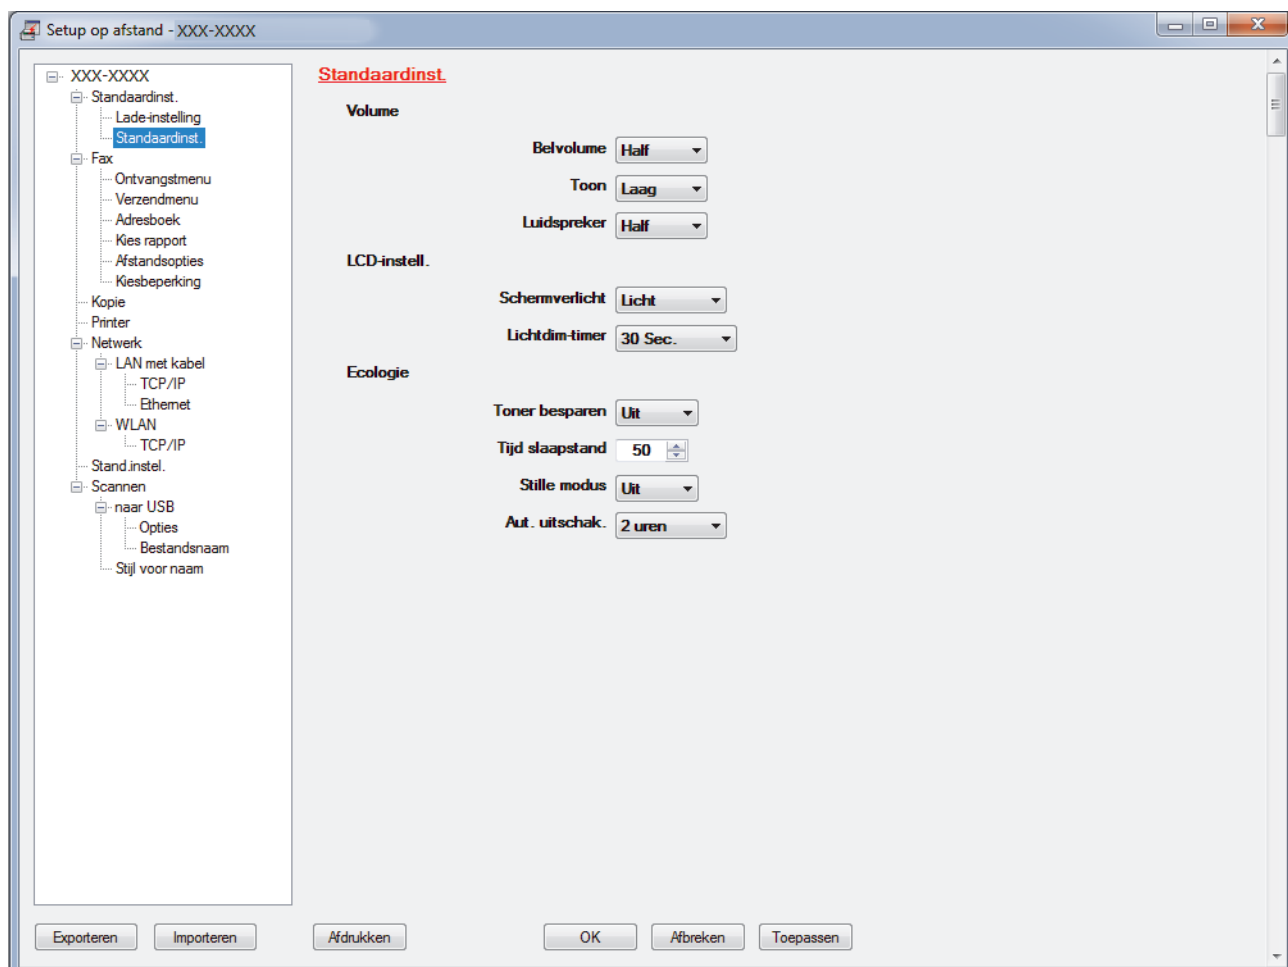 Setup op afstand - XXX-XXXX
XXX-XXXX
Standaardinst.
Lade-instelling
Standaardinst.
Fax
Ontvangstmenu
Verzendmenu
Adresboek
Kies rapport
Afstandsopties
Kiesbeperking
Kopie
Printer
Netwerk
LAN met kabel
TCP/IP
Ethernet
WLAN
TCP/IP
Stand.instel.
Scannen
naar USB
Opties
Bestandsnaam
Stijl voor naam
Standaardinst.
Volume
Belvolume Half
Toon Laag
Luidspreker Half
LCD-instell.
Schermverlicht Licht
Lichtdim-timer 30 Sec.
Ecologie
Toner besparen Uit
Tijd slaapstand 50
Stille modus Uit
Aut. uitschak. 2 uren
Exporteren Importeren Afdrukken OK Afbreken Toepassen